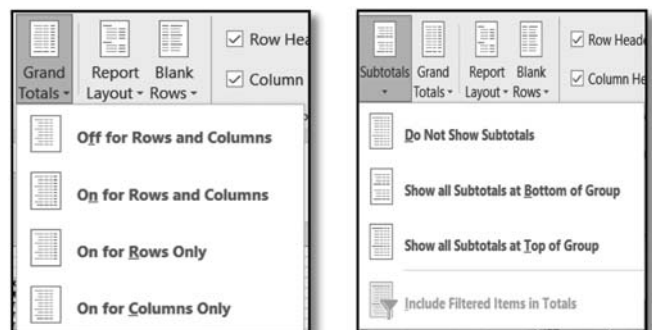 Grand Totals
Report Layout
Blank Rows
Row Hea
Column
Off for Rows and Columns
On for Rows and Columns
On for Rows Only
On for Columns Only
Subtotals
Grand Totals
Report Layout
Blank Rows
Row Heade
Column He
Do Not Show Subtotals
Show all Subtotals at Bottom of Group
Show all Subtotals at Top of Group
Include Filtered Items in Totals